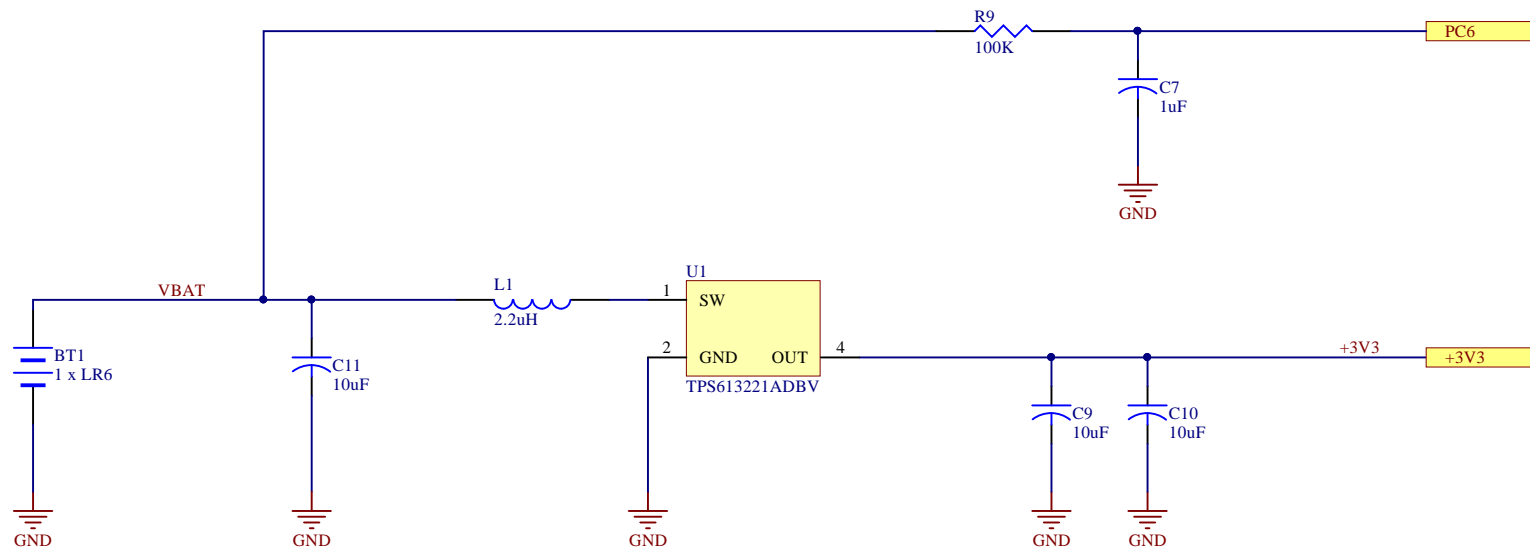 R9
100K
PC6
C7
1uF
GND
VBAT
L1
2.2uH
U1
1
SW
2
GND
OUT
4
TPS613221ADBV
BT1
1 x LR6
C11
10uF
+3V3
+3V3
C9
10uF
C10
10uF
GND
GND
GND
GND
GND